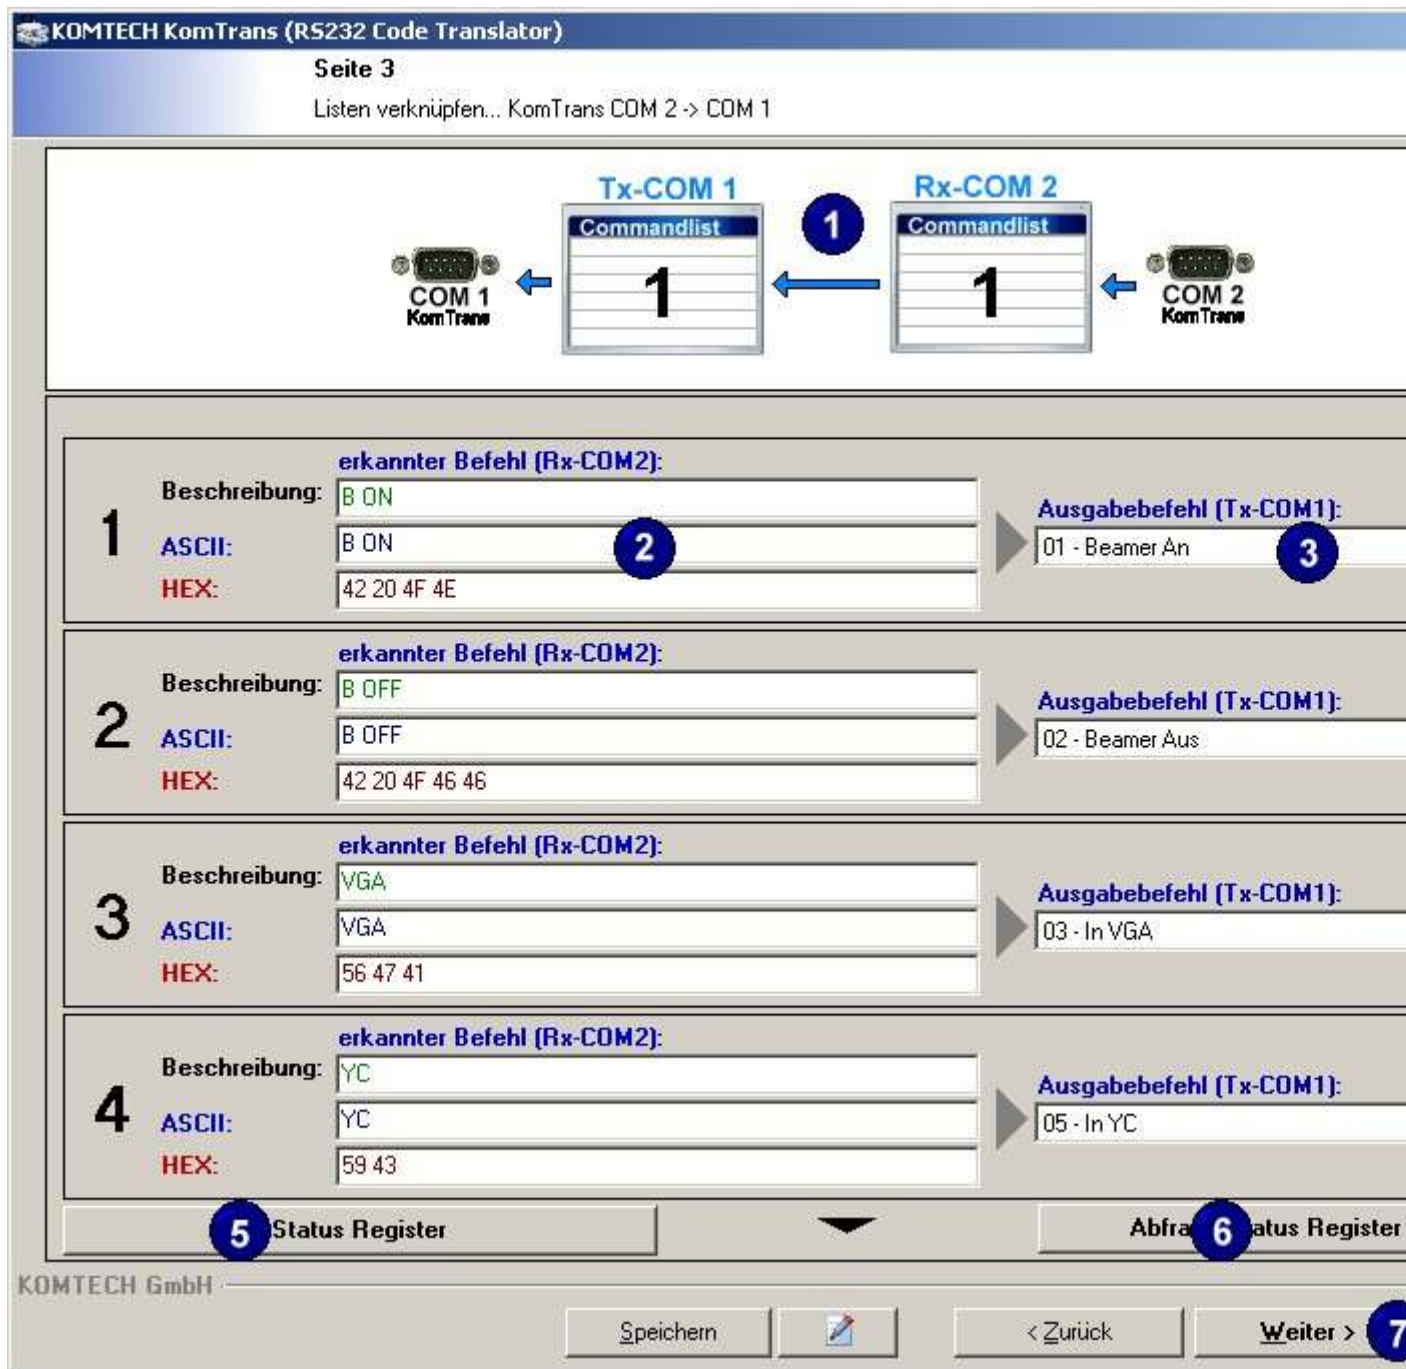 KOMTECH KomTrans (RS232 Code Translator)
Seite 3
Listen verknüpfen... KomTrans COM 2 -> COM 1
Tx-COM 1
Rx-COM 2
1
Commandlist
Commandlist
1
1
COM 1
KomTrans
COM 2
KomTrans
1
erkannter Befehl (Rx-COM2):
Beschreibung: B ON
ASCII: B ON
2
HEX: 42 20 4F 4E
Ausgabebefehl (Tx-COM1):
01 - Beamer An
3
2
erkannter Befehl (Rx-COM2):
Beschreibung: B OFF
ASCII: B OFF
HEX: 42 20 4F 46 46
Ausgabebefehl (Tx-COM1):
02 - Beamer Aus
3
erkannter Befehl (Rx-COM2):
Beschreibung: VGA
ASCII: VGA
HEX: 56 47 41
Ausgabebefehl (Tx-COM1):
03 - In VGA
4
erkannter Befehl (Rx-COM2):
Beschreibung: YC
ASCII: YC
HEX: 59 43
Ausgabebefehl (Tx-COM1):
05 - In YC
5
Status Register
6
Register
KOMTECH GmbH
Speichern
< Zurück
Weiter >
7